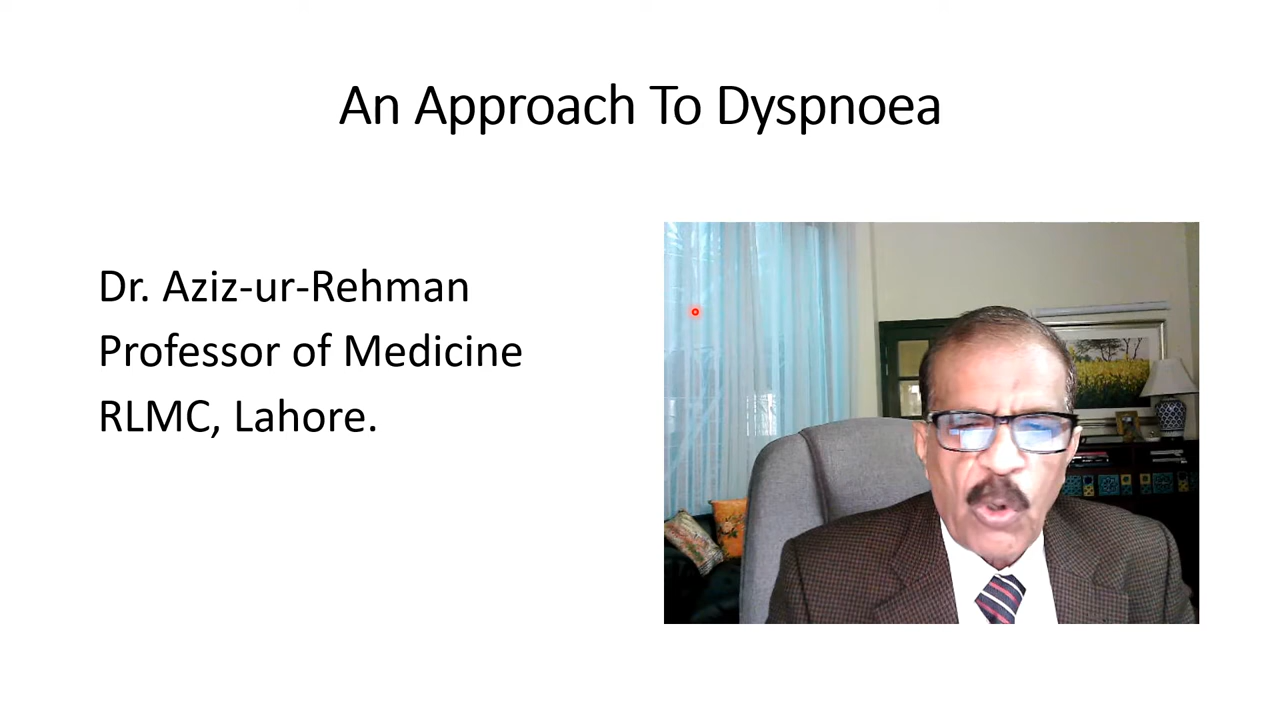 An Approach To Dyspnoea
Dr. Aziz-ur-Rehman
Professor of Medicine
RLMC, Lahore.